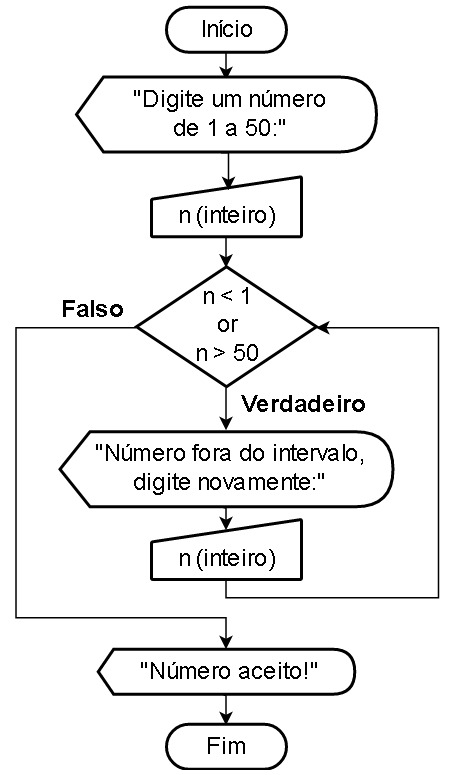 Início
"Digite um número
de 1 a 50:"
n (inteiro)
n < 1
or
n > 50
Falso
Verdadeiro
"Número fora do intervalo,
digite novamente:"
n (inteiro)
"Número aceito!"
Fim